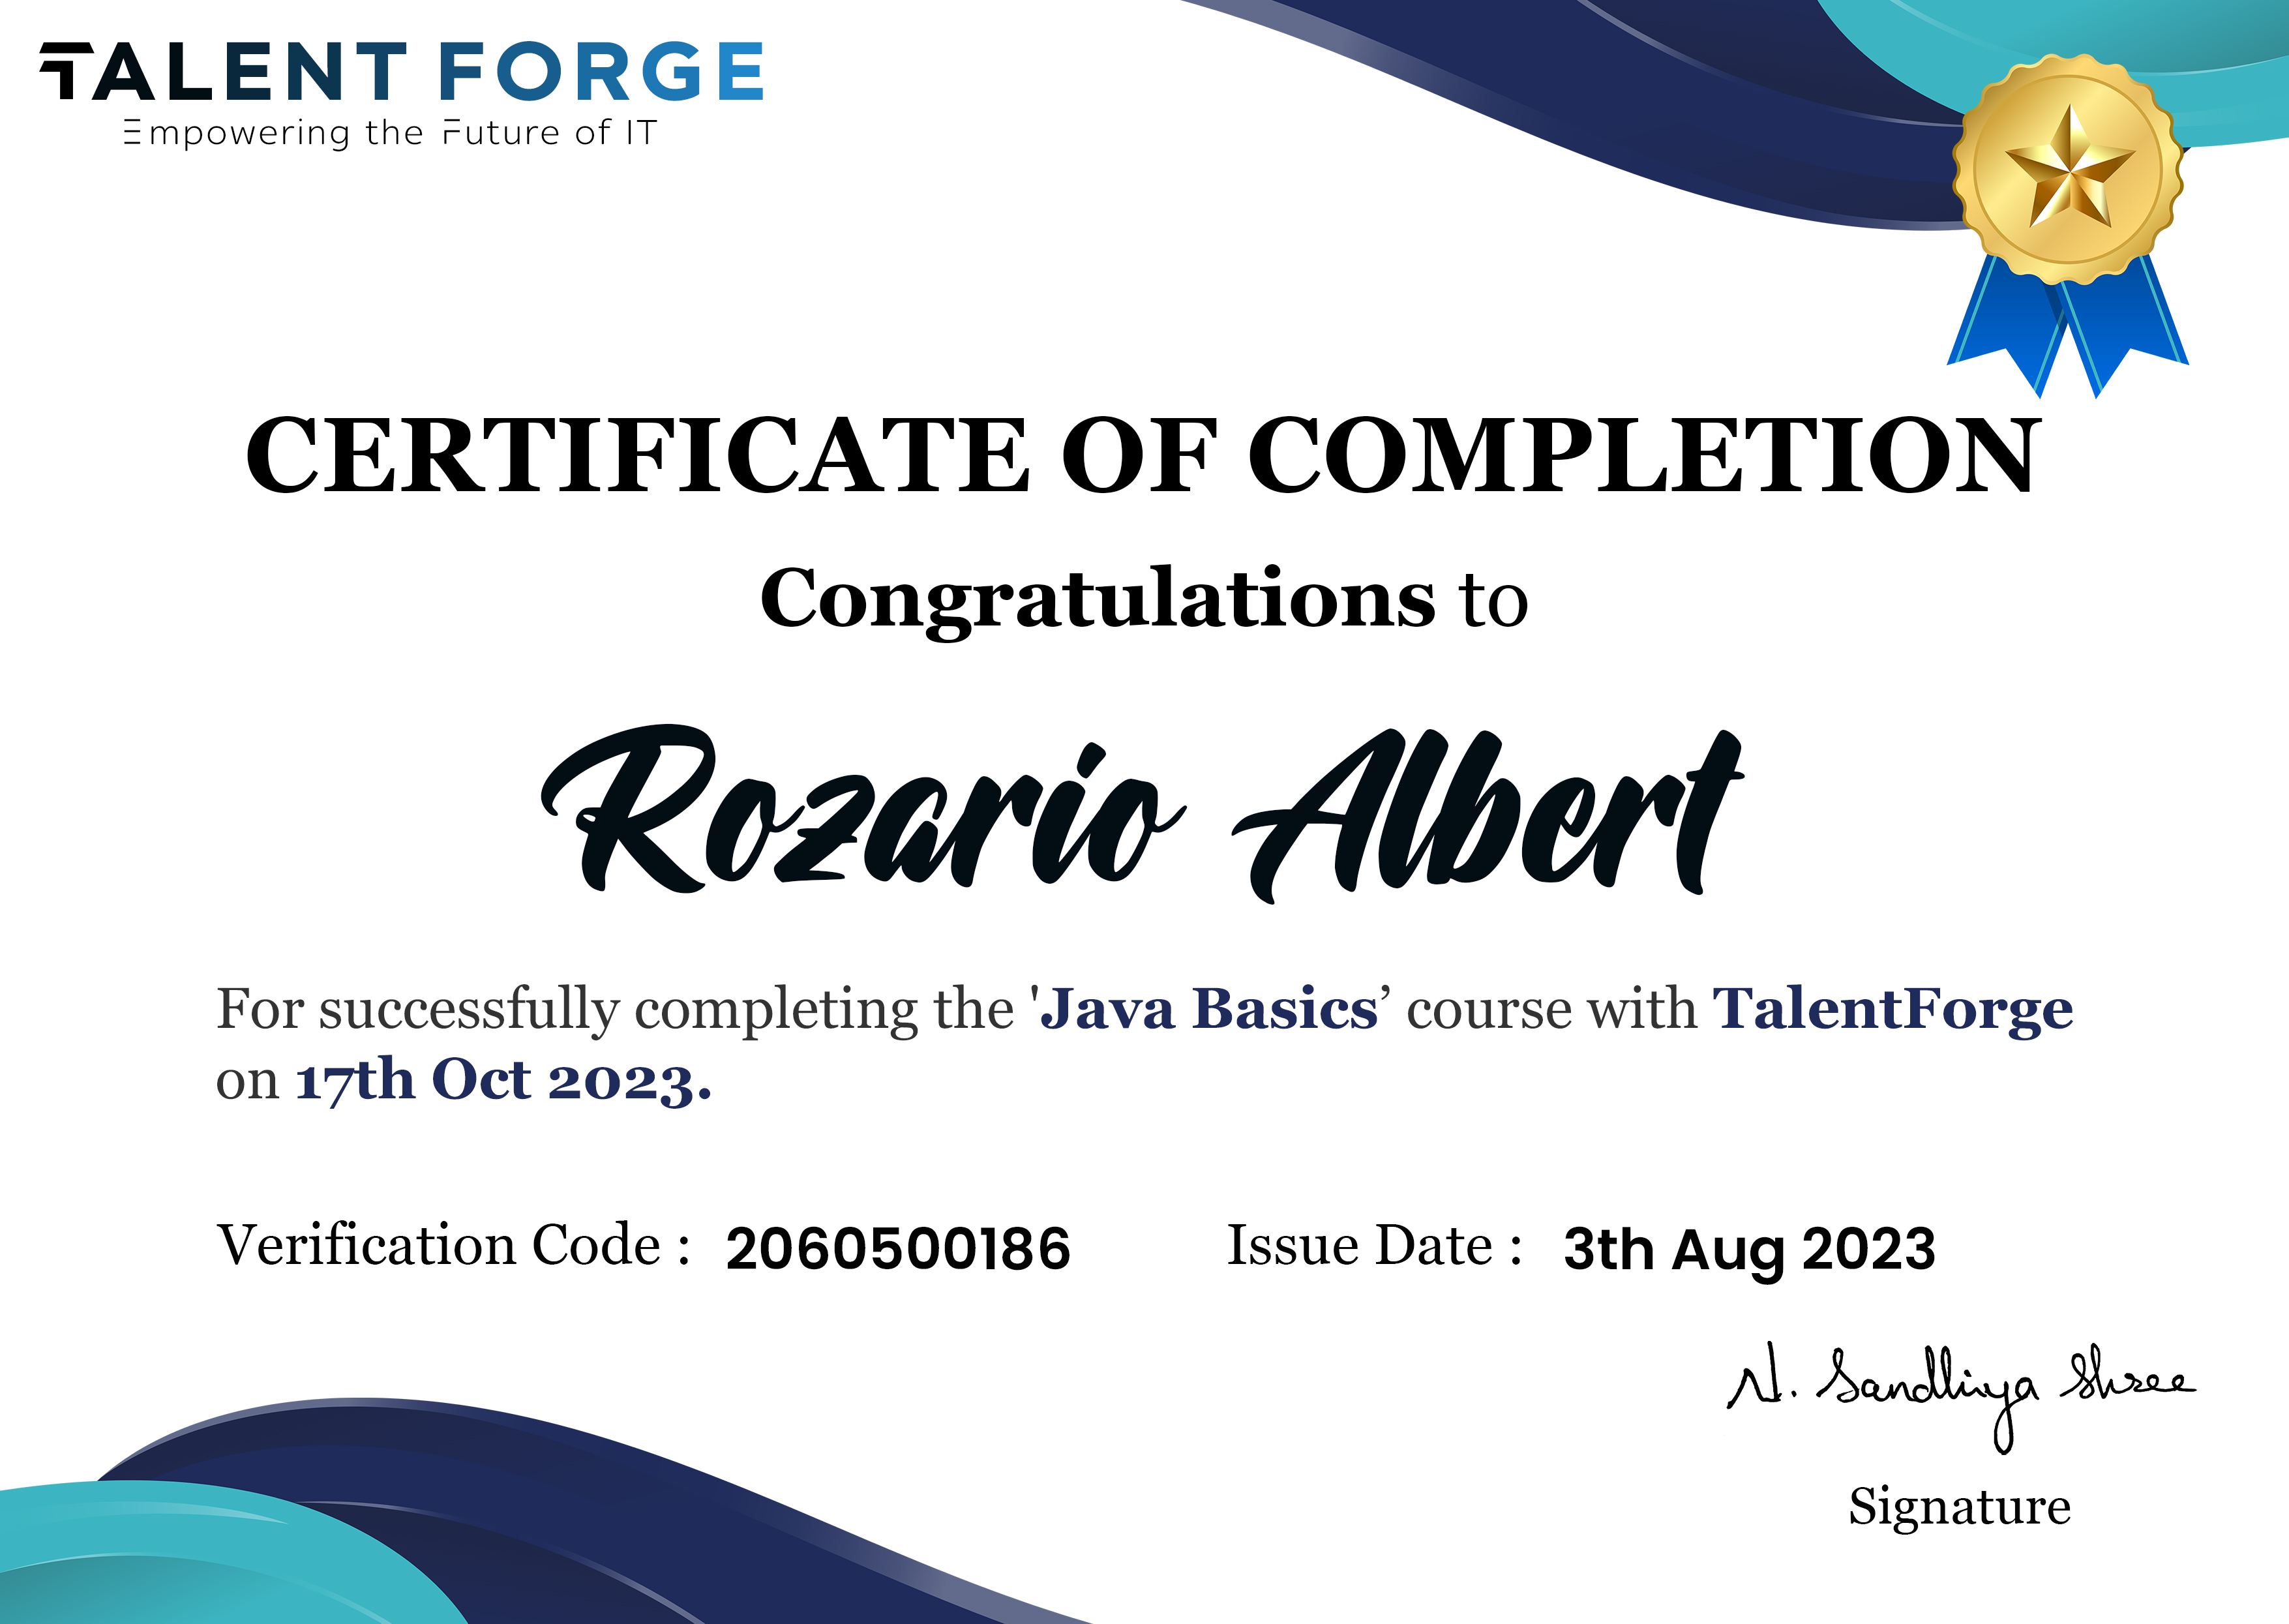 TALENT FORGE
Empowering the Future of IT
CERTIFICATE OF COMPLETION
Congratulations to
Rozario Albert
For successfully completing the 'Java Basics’ course with TalentForge
on 17th Oct 2023.
Verification Code : 2060500186 Issue Date : 3th Aug 2023
N. Sandhiya Shree
Signature